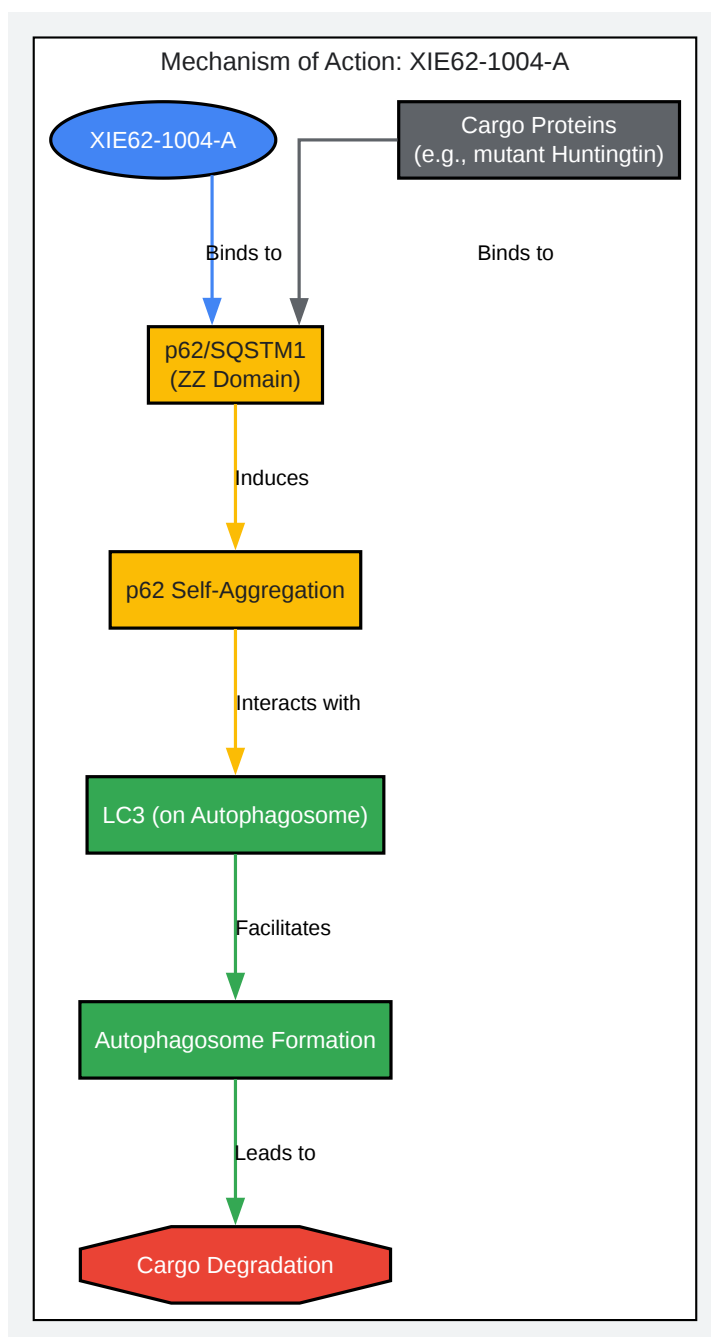 Mechanism of Action: XIE62-1004-A
XIE62-1004-A
Cargo Proteins
(e.g., mutant Huntingtin)
Binds to
Binds to
p62/SQSTM1
(ZZ Domain)
Induces
p62 Self-Aggregation
Interacts with
LC3 (on Autophagosome)
Facilitates
Autophagosome Formation
Leads to
Cargo Degradation